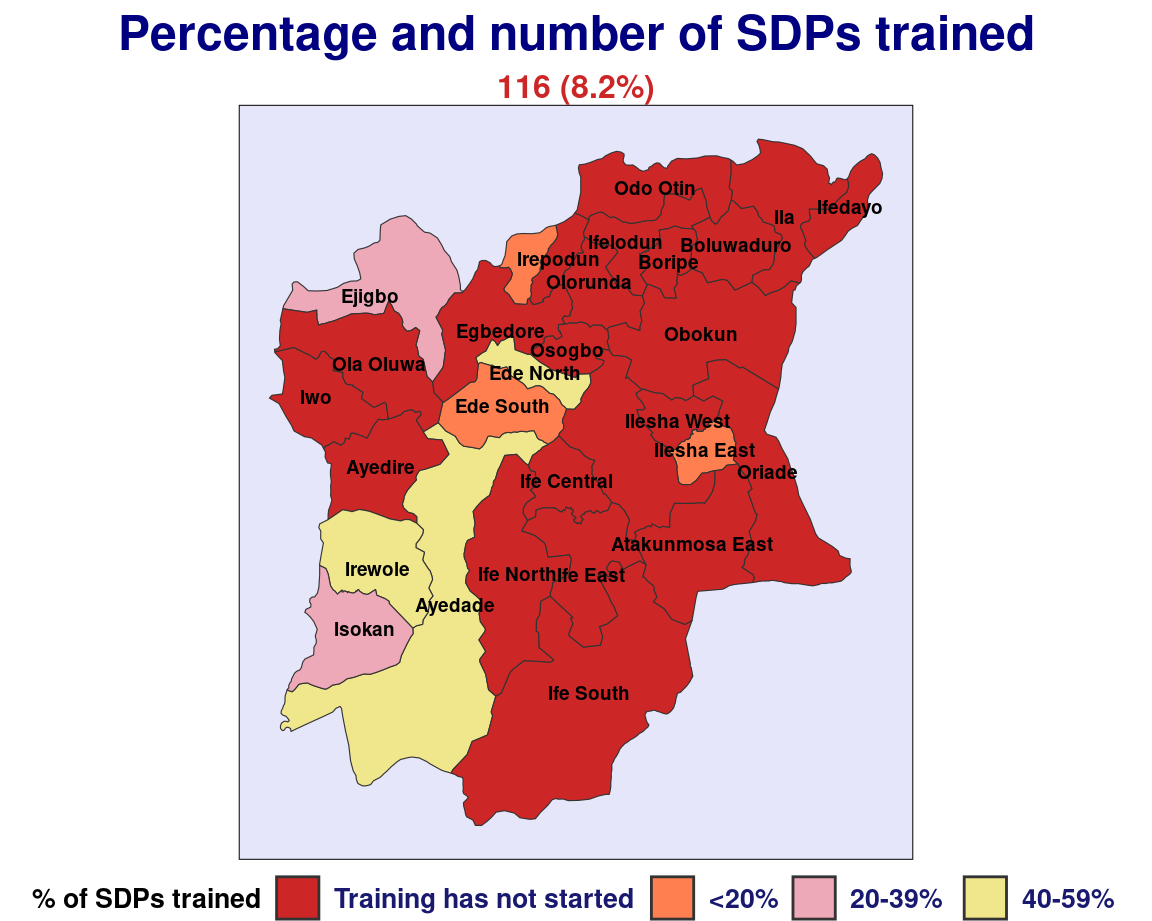 Percentage and number of SDPs trained
116 (8.2%)
Odo Otin
Ifedayo
Ila
Ifelodun
Boluwaduro
Irepodun
Boripe
Olorunda
Ejigbo
Egbedore
Obokun
Osogbo
Ola Oluwa
Ede North
Iwo
Ede South
Ilesha West
Ilesha East
Ayedire
Oriade
Ife Central
Atakunmosa East
Irewole
Ife North
Ife East
Ayedade
Isokan
Ife South
% of SDPs trained Training has not started <20% 20-39% 40-59%